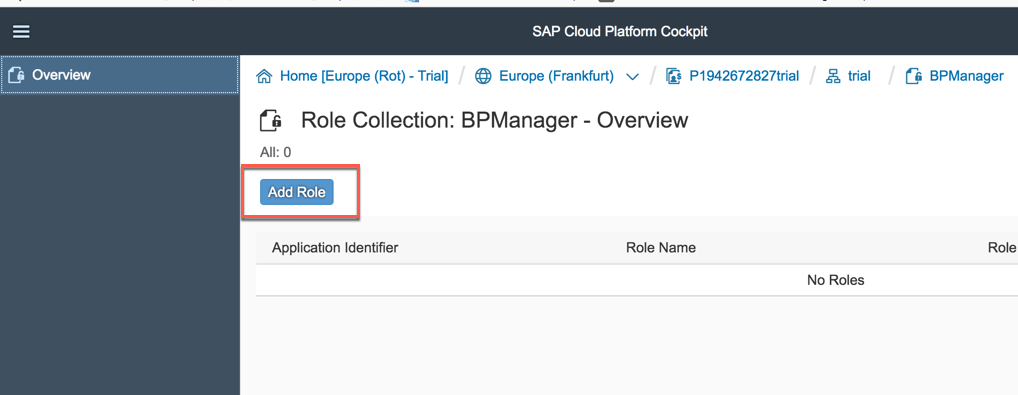 SAP Cloud Platform Cockpit
Overview
Home [Europe (Rot) - Trial] / Europe (Frankfurt) / P1942672827trial / trial / BPManager
Role Collection: BPManager - Overview
All: 0
Add Role
Application Identifier Role Name Role
No Roles